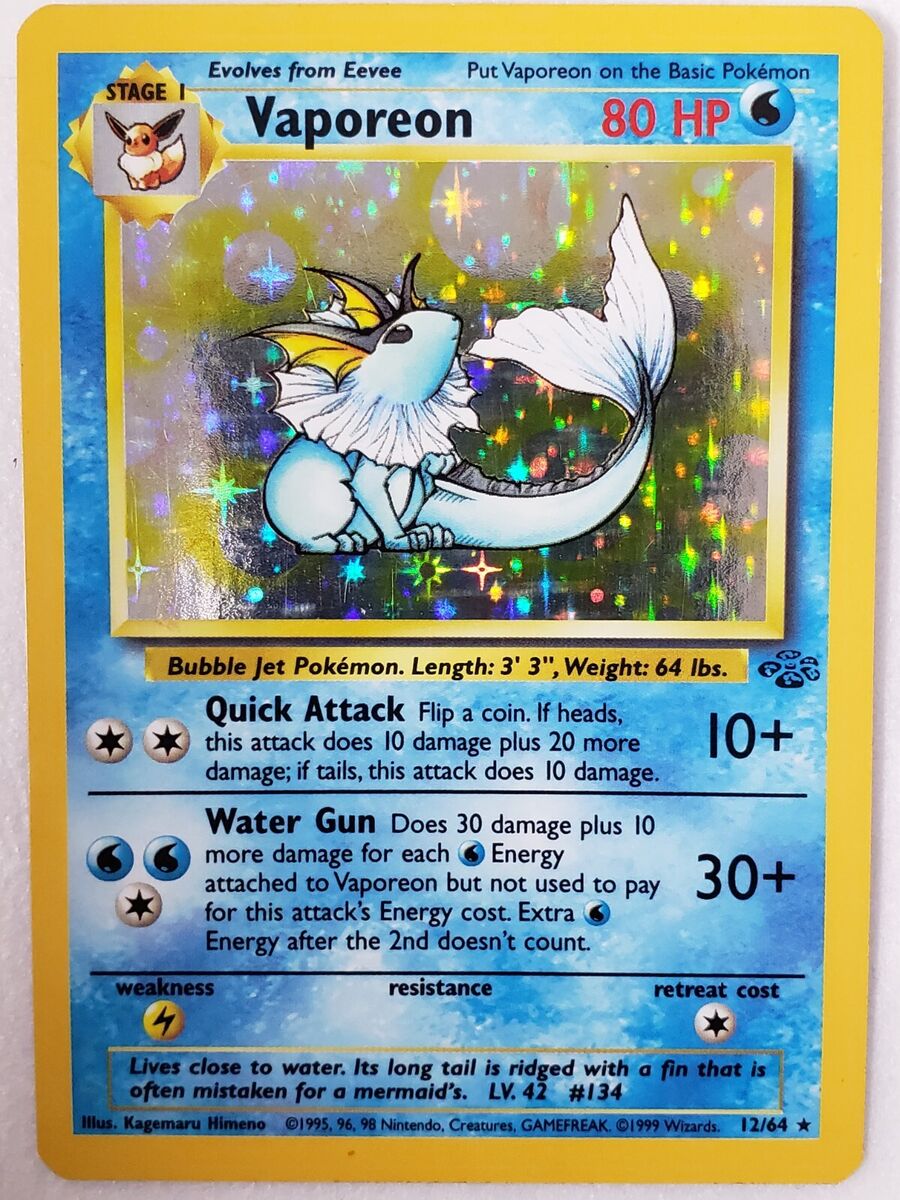 Evolves from Eevee Put Vaporeon on the Basic Pokémon
STAGE 1
Vaporeon 80 HP
Bubble Jet Pokémon. Length: 3' 3", Weight: 64 lbs.
Quick Attack Flip a coin. If heads,
this attack does 10 damage plus 20 more
damage; if tails, this attack does 10 damage.
10+
Water Gun Does 30 damage plus 10
more damage for each Energy
attached to Vaporeon but not used to pay
for this attack's Energy cost. Extra
Energy after the 2nd doesn't count.
30+
weakness resistance retreat cost
Lives close to water. Its long tail is ridged with a fin that is
often mistaken for a mermaid's. LV. 42 #134
Illus. Kagemaru Himeno ©1995, 96, 98 Nintendo, Creatures, GAMEFREAK. ©1999 Wizards. 12/64 ★